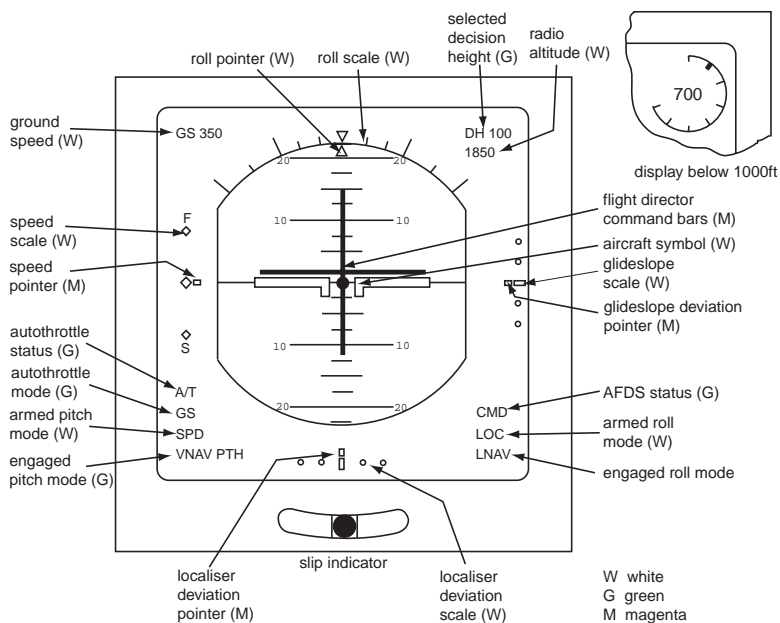 selected
decision
height (G)
radio
altitude (W)
roll pointer (W)
roll scale (W)
700
display below 1000ft
ground
speed (W)
GS 350
DH 100
1850
20
20
speed
scale (W)
F
10
10
flight director
command bars (M)
aircraft symbol (W)
speed
pointer (M)
glideslope
scale (W)
glideslope deviation
pointer (M)
S
10
10
autothrottle
status (G)
A/T
autothrottle
mode (G)
GS
20
20
CMD
AFDS status (G)
armed pitch
mode (W)
SPD
LOC
armed roll
mode (W)
engaged
pitch mode (G)
VNAV PTH
LNAV
engaged roll mode
slip indicator
localiser
deviation
pointer (M)
localiser
deviation
scale (W)
W white
G green
M magenta